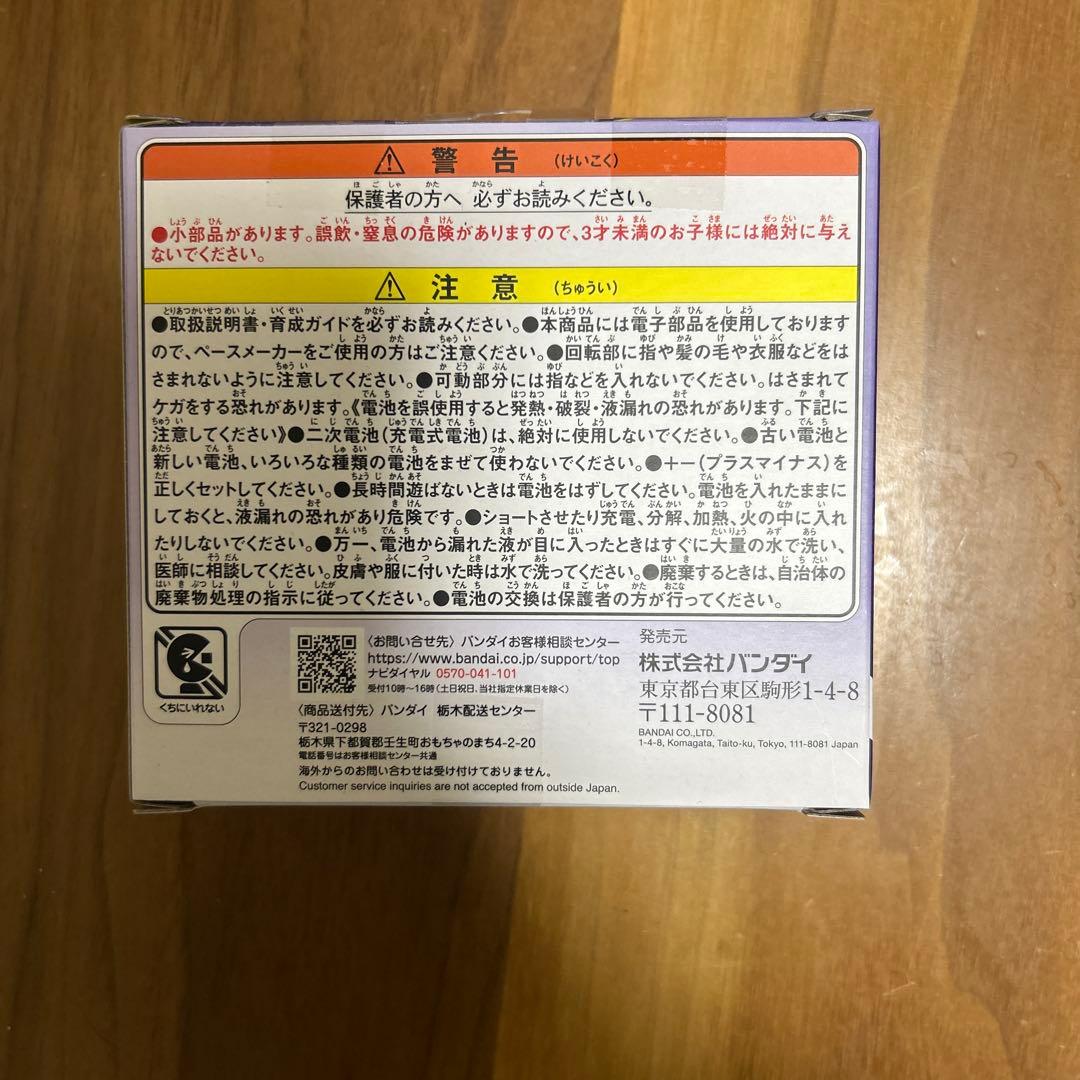 警告 (けいこく)
保護者の方へ 必ずお読みください。
●小部品があります。誤飲・窒息の危険がありますので、3才未満のお子様には絶対に与え
ないでください。
注意 (ちゅうい)
●取扱説明書・育成ガイドを必ずお読みください。●本商品には電子部品を使用しております
ので、ペースメーカーをご使用の方はご注意ください。●回転部に指や髪の毛や衣服などをは
さまれないように注意してください。●可動部分には指などを入れないでください。はさまれて
ケガをする恐れがあります。《電池を誤使用すると発熱・破裂・液漏れの恐れがあります。下記に
注意してください》●二次電池(充電式電池)は、絶対に使用しないでください。●古い電池と
新しい電池、いろいろな種類の電池をまぜて使わないでください。●+-(プラスマイナス)を
正しくセットしてください。●長時間遊ばないときは電池をはずしてください。電池を入れたままに
しておくと、液漏れの恐れがあり危険です。●ショートさせたり充電、分解、加熱、火の中に入れ
たりしないでください。●万一、電池から漏れた液が目に入ったときはすぐに大量の水で洗い、
医師に相談してください。皮膚や服に付いた時は水で洗ってください。●廃棄するときは、自治体の
廃棄物処理の指示に従ってください。●電池の交換は保護者の方が行ってください。
くちにいれない
〈お問い合せ先〉バンダイお客様相談センター
https://www.bandai.co.jp/support/top
ナビダイヤル 0570-041-101
受付10時～16時(土日祝日、当社指定休業日を除く)
〈商品送付先〉バンダイ 栃木配送センター
〒321-0298
栃木県下都賀郡壬生町おもちゃのまち4-2-20
電話番号はお客様相談センター共通
海外からのお問い合わせは受け付けておりません。
Customer service inquiries are not accepted from outside Japan.
発売元
株式会社バンダイ
東京都台東区駒形1-4-8
〒111-8081
BANDAI CO.,LTD.
1-4-8, Komagata, Taito-ku, Tokyo, 111-8081 Japan